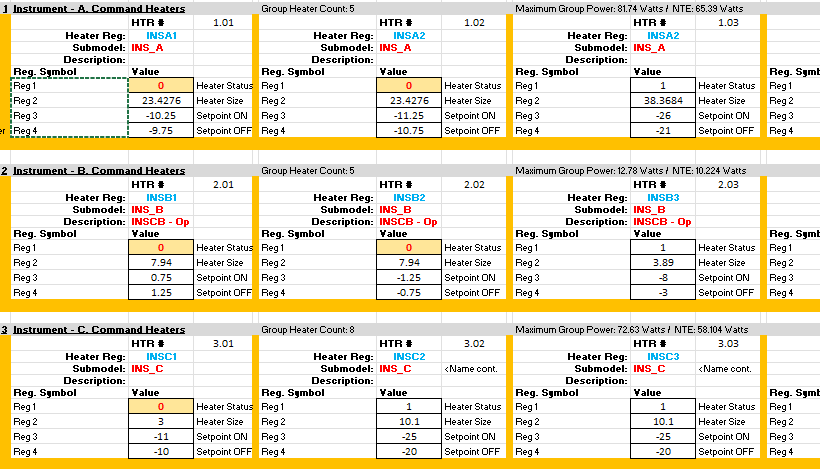 1 Instrument - A. Command Heaters Group Heater Count: 5 Maximum Group Power: 81.74 Watts / NTE: 65.39 Watts
HTR # 1.01 HTR # 1.02 HTR # 1.03
Heater Reg: INSA1 Heater Reg: INSA2 Heater Reg: INSA2
Submodel: INS_A Submodel: INS_A Submodel: INS_A
Description: Description: Description:
Reg. Symbol Value Reg. Symbol Value Reg. Symbol Value Reg. Symb
Reg 1 0 Heater Status Reg 1 0 Heater Status Reg 1 1 Heater Status Reg 1
Reg 2 23.4276 Heater Size Reg 2 23.4276 Heater Size Reg 2 38.3684 Heater Size Reg 2
Reg 3 -10.25 Setpoint ON Reg 3 -11.25 Setpoint ON Reg 3 -26 Setpoint ON Reg 3
er Reg 4 -9.75 Setpoint OFF Reg 4 -10.75 Setpoint OFF Reg 4 -21 Setpoint OFF Reg 4
2 Instrument - B. Command Heaters Group Heater Count: 5 Maximum Group Power: 12.78 Watts / NTE: 10.224 Watts
HTR # 2.01 HTR # 2.02 HTR # 2.03
Heater Reg: INSB1 Heater Reg: INSB2 Heater Reg: INSB3
Submodel: INS_B Submodel: INS_B Submodel: INS_B
Description: INSCB - Op Description: INSCB - Op Description: INSCB - Op
Reg. Symbol Value Reg. Symbol Value Reg. Symbol Value Reg. Symb
Reg 1 0 Heater Status Reg 1 0 Heater Status Reg 1 1 Heater Status Reg 1
Reg 2 7.94 Heater Size Reg 2 7.94 Heater Size Reg 2 3.89 Heater Size Reg 2
Reg 3 0.75 Setpoint ON Reg 3 -1.25 Setpoint ON Reg 3 -8 Setpoint ON Reg 3
Reg 4 1.25 Setpoint OFF Reg 4 -0.75 Setpoint OFF Reg 4 -3 Setpoint OFF Reg 4
3 Instrument - C. Command Heaters Group Heater Count: 8 Maximum Group Power: 72.63 Watts / NTE: 58.104 Watts
HTR # 3.01 HTR # 3.02 HTR # 3.03
Heater Reg: INSC1 Heater Reg: INSC2 Heater Reg: INSC3
Submodel: INS_C Submodel: INS_C <Name cont. Submodel: INS_C <Name cont.
Description: Description: Description:
Reg. Symbol Value Reg. Symbol Value Reg. Symbol Value Reg. Symb
Reg 1 0 Heater Status Reg 1 1 Heater Status Reg 1 1 Heater Status Reg 1
Reg 2 3 Heater Size Reg 2 10.1 Heater Size Reg 2 10.1 Heater Size Reg 2
Reg 3 -11 Setpoint ON Reg 3 -25 Setpoint ON Reg 3 -25 Setpoint ON Reg 3
Reg 4 -10 Setpoint OFF Reg 4 -20 Setpoint OFF Reg 4 -20 Setpoint OFF Reg 4